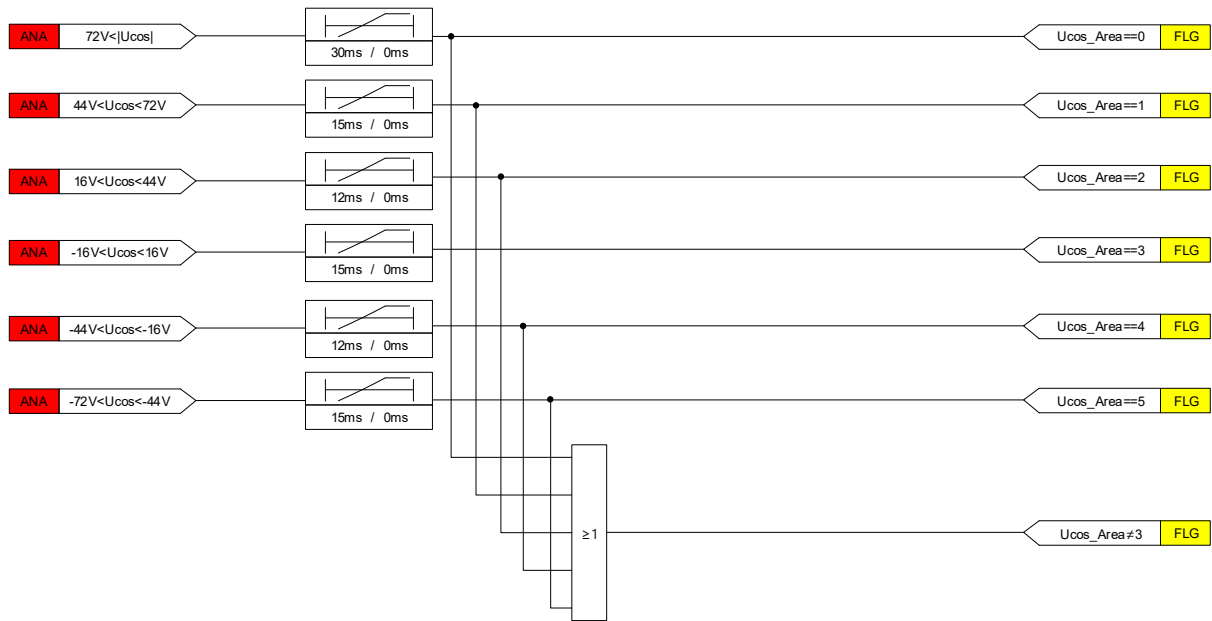 ANA 72V<|Ucos| Ucos_Area==0 FLG
30ms / 0ms
ANA 44V<Ucos<72V Ucos_Area==1 FLG
15ms / 0ms
ANA 16V<Ucos<44V Ucos_Area==2 FLG
12ms / 0ms
ANA -16V<Ucos<16V Ucos_Area==3 FLG
15ms / 0ms
ANA -44V<Ucos<-16V Ucos_Area==4 FLG
12ms / 0ms
ANA -72V<Ucos<-44V Ucos_Area==5 FLG
15ms / 0ms
≥1 Ucos_Area≠3 FLG